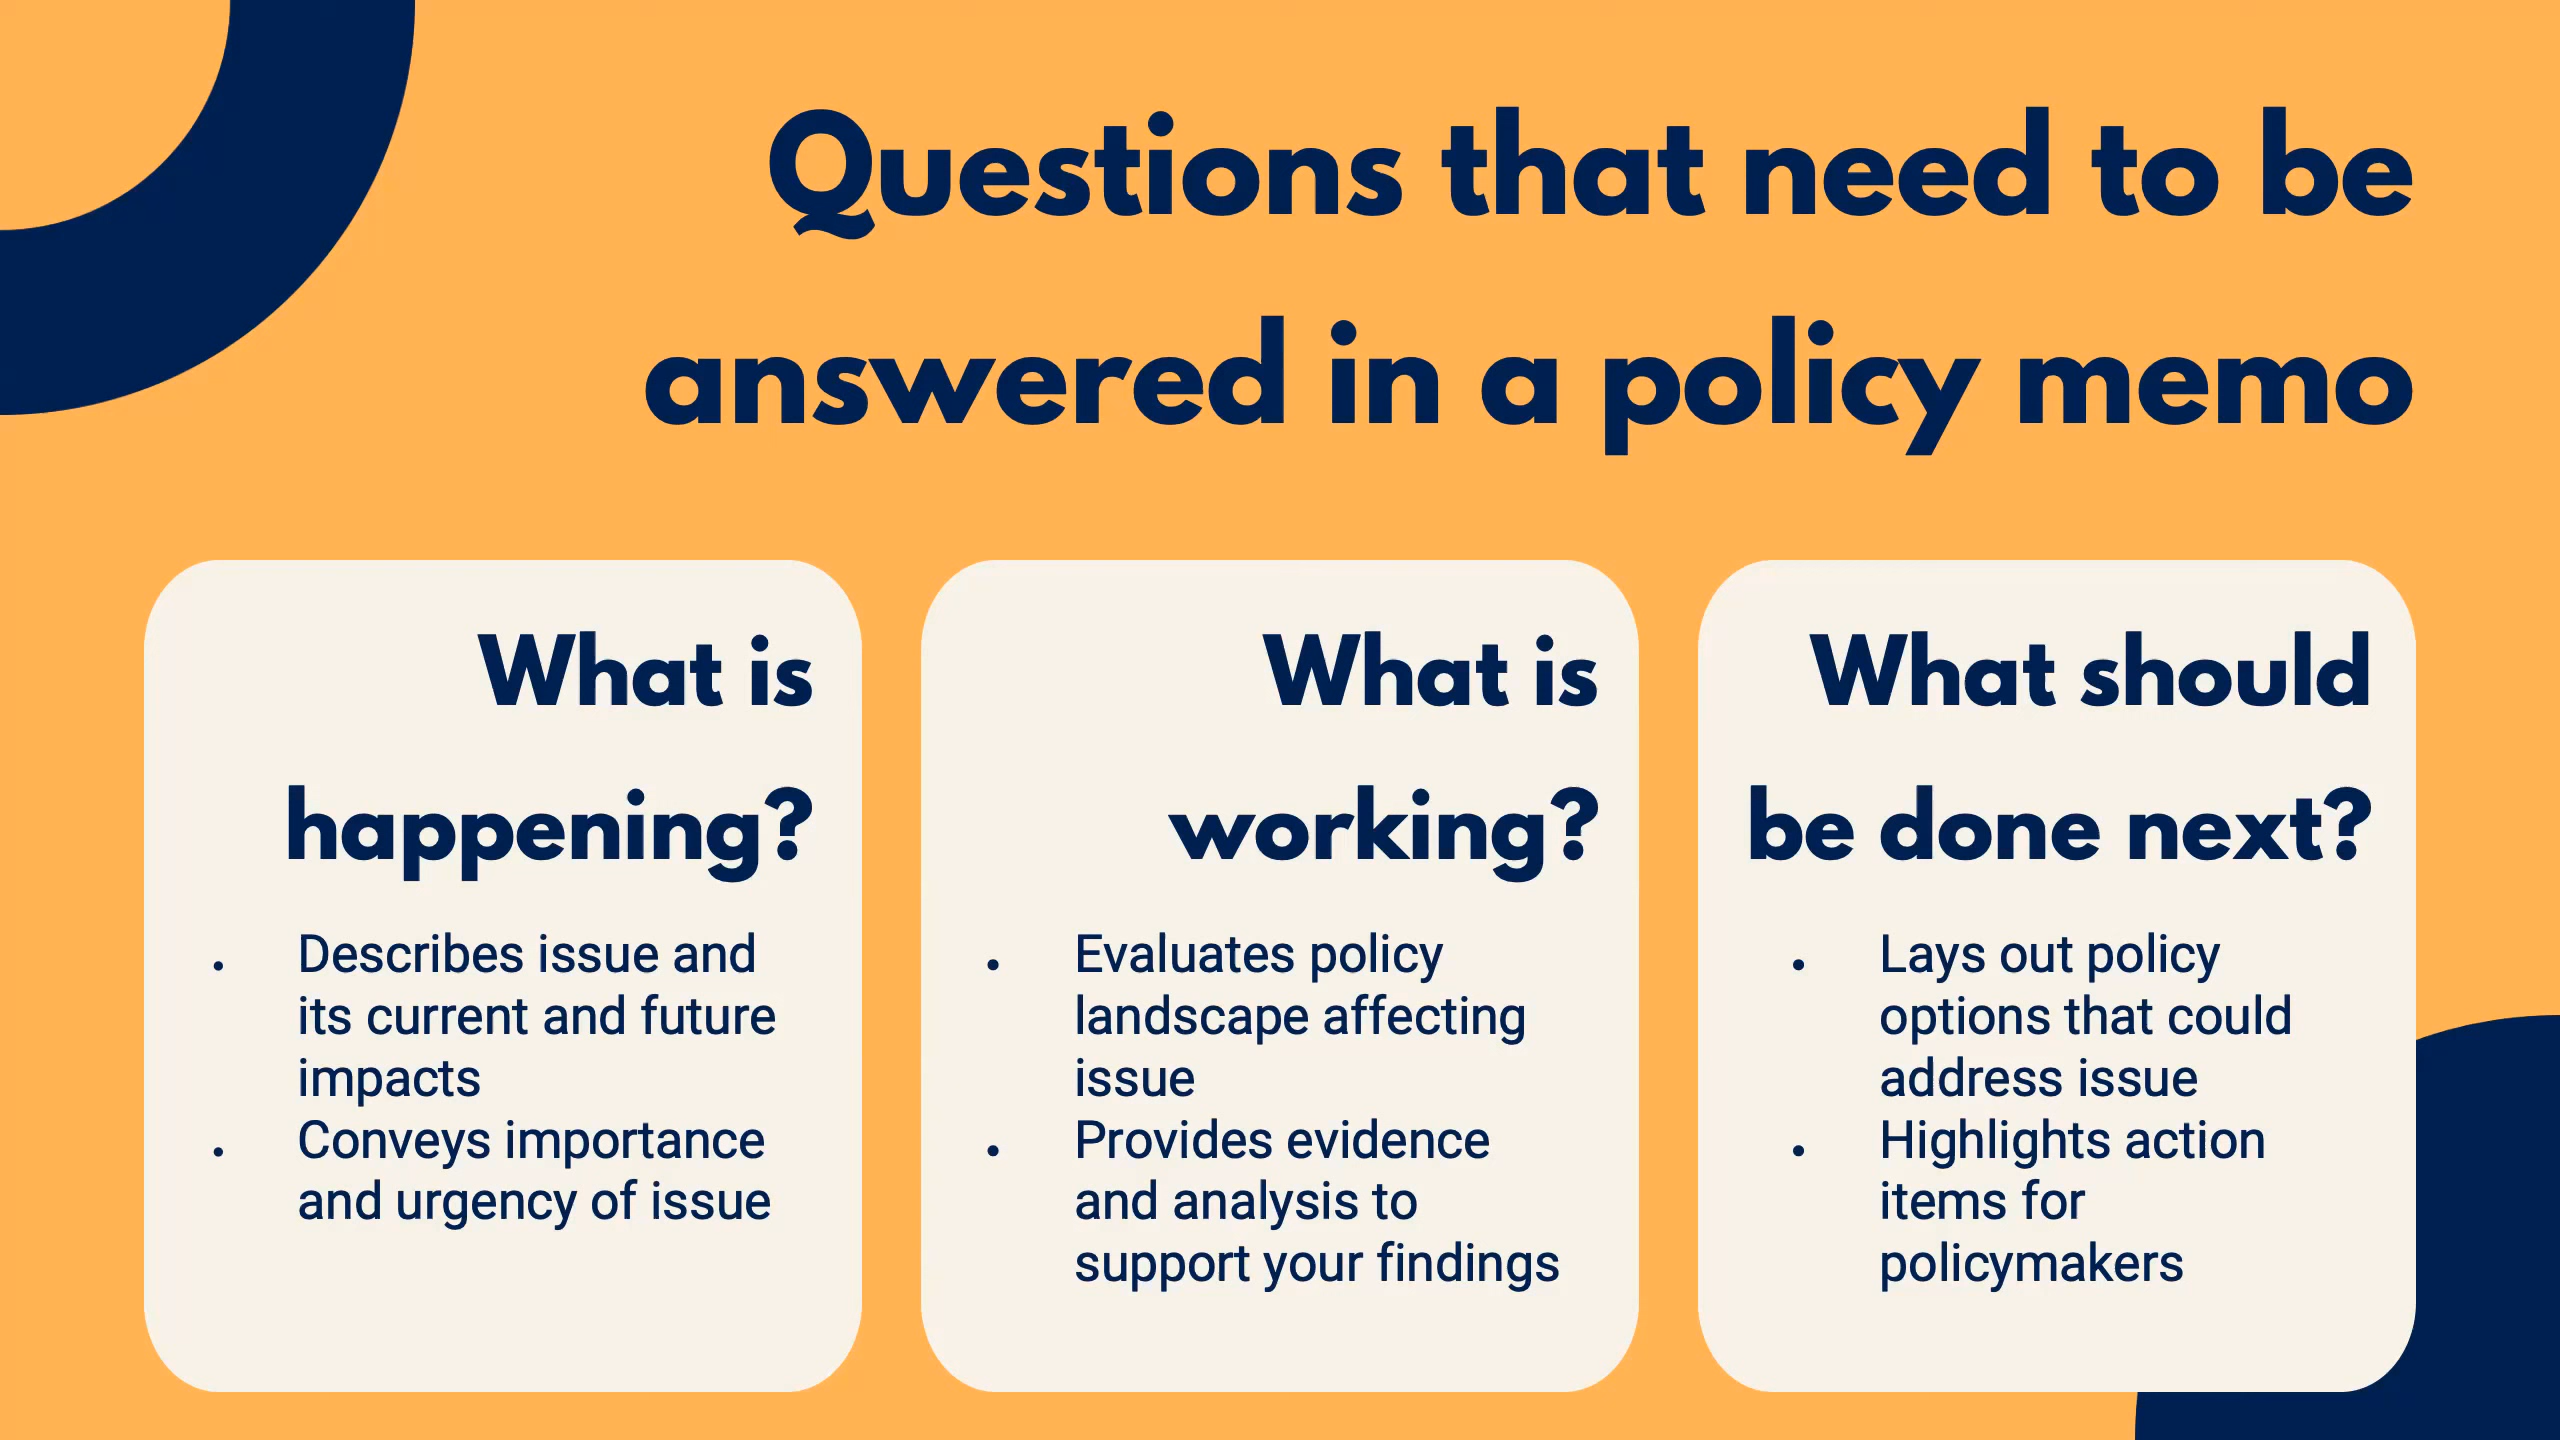 Questions that need to be
answered in a policy memo
What is
happening?
• Describes issue and
its current and future
impacts
• Conveys importance
and urgency of issue
What is
working?
• Evaluates policy
landscape affecting
issue
• Provides evidence
and analysis to
support your findings
What should
be done next?
• Lays out policy
options that could
address issue
• Highlights action
items for
policymakers